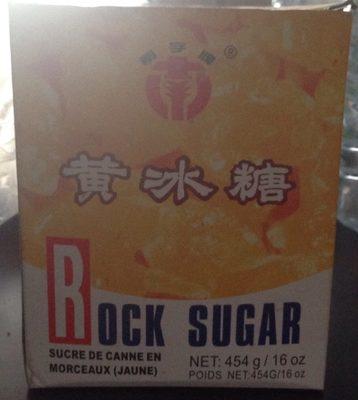 ®
黄冰糖
ROCK SUGAR
SUCRE DE CANNE EN
MORCEAUX (JAUNE)
NET: 454 g / 16 oz
POIDS NET:454G/16 oz